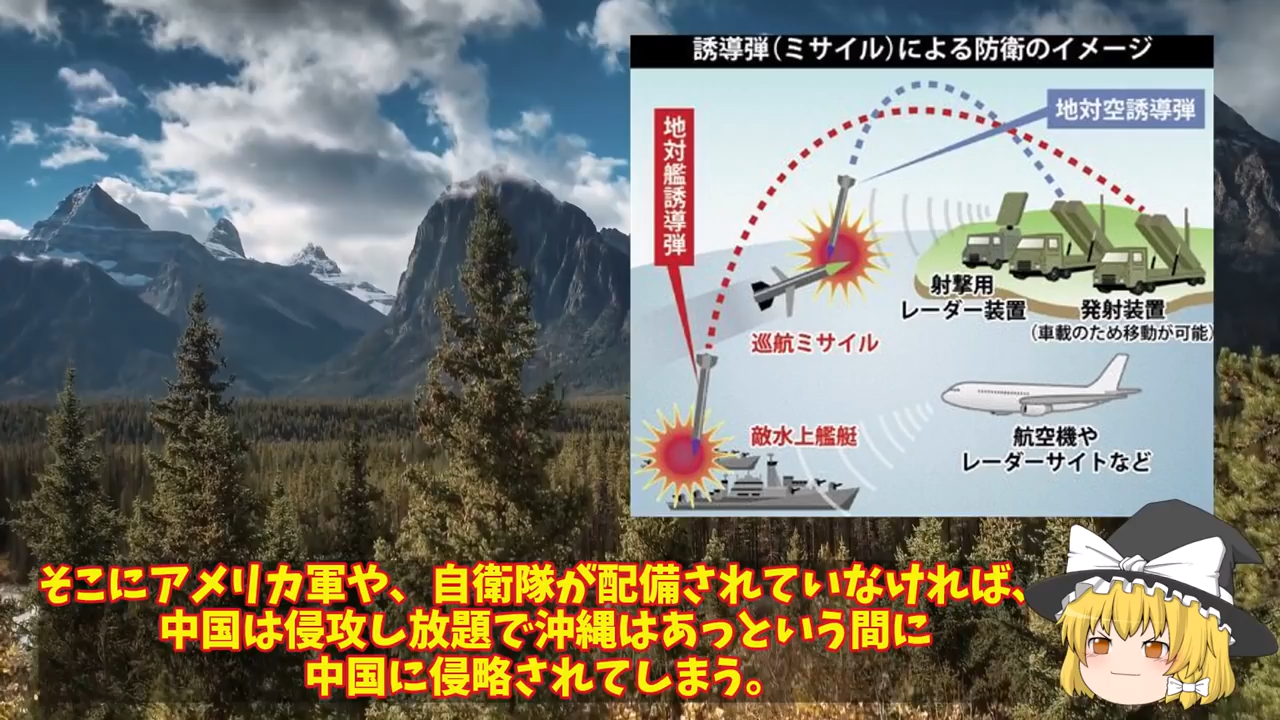 誘導弾(ミサイル)による防衛のイメージ
地対空誘導弾
地対艦誘導弾
射撃用
レーダー装置
発射装置
(車載のため移動が可能)
巡航ミサイル
敵水上艦艇
航空機や
レーダーサイトなど
そこにアメリカ軍や、自衛隊が配備されていなければ、
中国は侵攻し放題で沖縄はあっという間に
中国に侵略されてしまう。